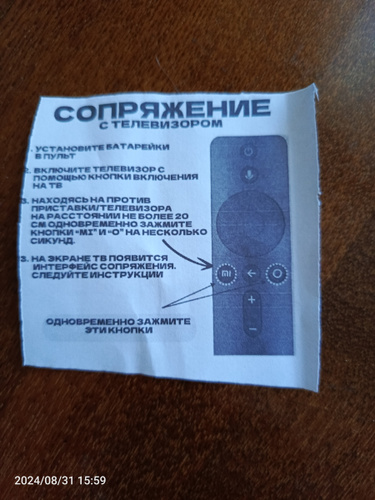 СОПРЯЖЕНИЕ
С ТЕЛЕВИЗОРОМ
. УСТАНОВИТЕ БАТАРЕЙКИ
В ПУЛЬТ
2. ВКЛЮЧИТЕ ТЕЛЕВИЗОР С
ПОМОЩЬЮ КНОПКИ ВКЛЮЧЕНИЯ
НА ТВ
3. НАХОДЯСЬ НА ПРОТИВ
ПРИСТАВКИ/ТЕЛЕВИЗОРА
НА РАССТОЯНИИ НЕ БОЛЕЕ 20
СМ ОДНОВРЕМЕННО ЗАЖМИТЕ
КНОПКИ "MI" И "O" НА НЕСКОЛЬКО
СИКУНД.
3. НА ЭКРАНЕ ТВ ПОЯВИТСЯ
ИНТЕРФЕЙС СОПРЯЖЕНИЯ.
СЛЕДУЙТЕ ИНСТРУКЦИИ
MI
ОДНОВРЕМЕННО ЗАЖМИТЕ
ЭТИ КНОПКИ
2024/08/31 15:59